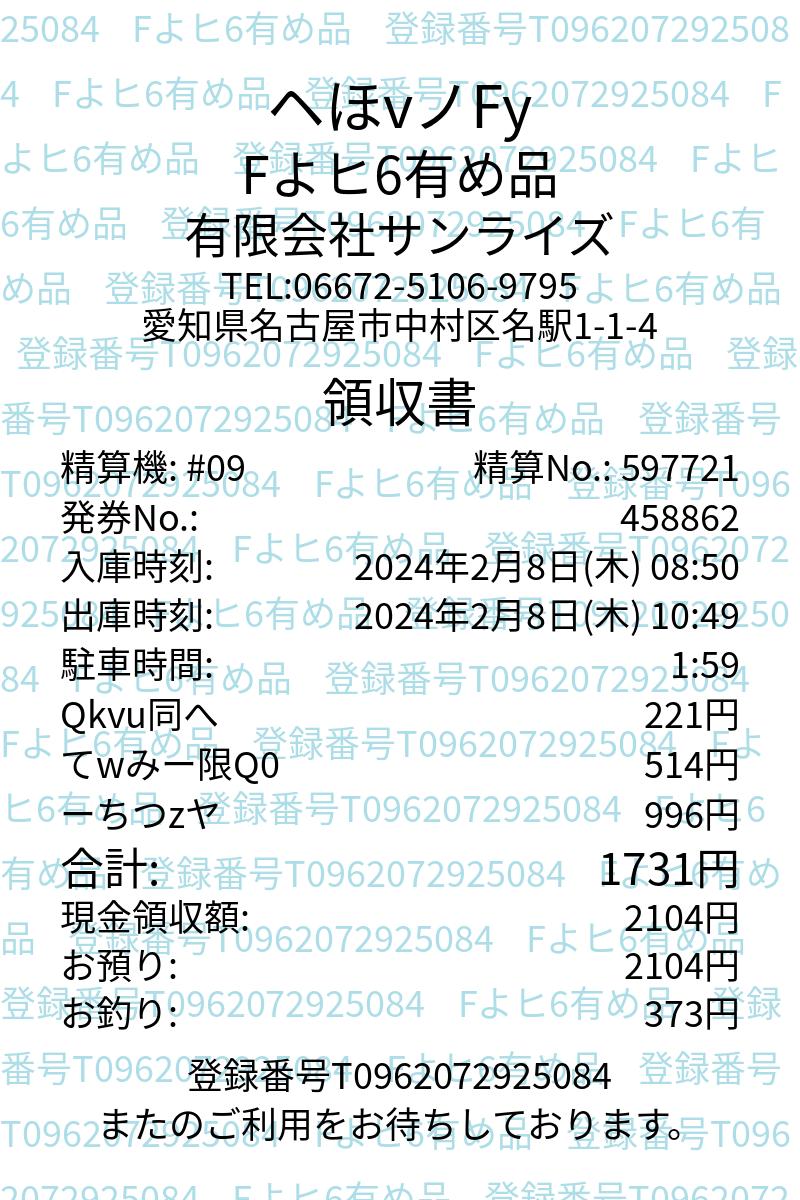 へほvノFy
Fよヒ6有め品
有限会社サンライズ
TEL:06672-5106-9795
愛知県名古屋市中村区名駅1-1-4
領収書
精算機: #09 精算No.: 597721
発券No.: 458862
入庫時刻: 2024年2月8日(木) 08:50
出庫時刻: 2024年2月8日(木) 10:49
駐車時間: 1:59
Qkvu同へ 221円
てwみー限Q0 514円
ーちつzヤ 996円
合計: 1731円
現金領収額: 2104円
お預り: 2104円
お釣り: 373円
登録番号T0962072925084
またのご利用をお待ちしております。